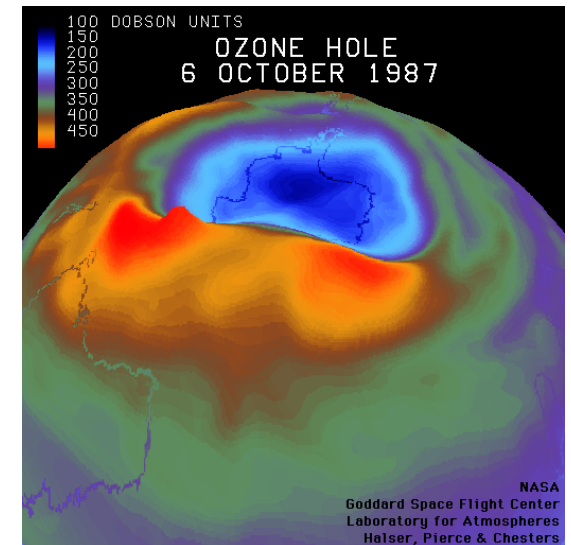 100 DOBSON UNITS
150
200
250
300
350
400
450
OZONE HOLE
6 OCTOBER 1987
NASA
Goddard Space Flight Center
Laboratory for Atmospheres
Halser, Pierce & Chesters